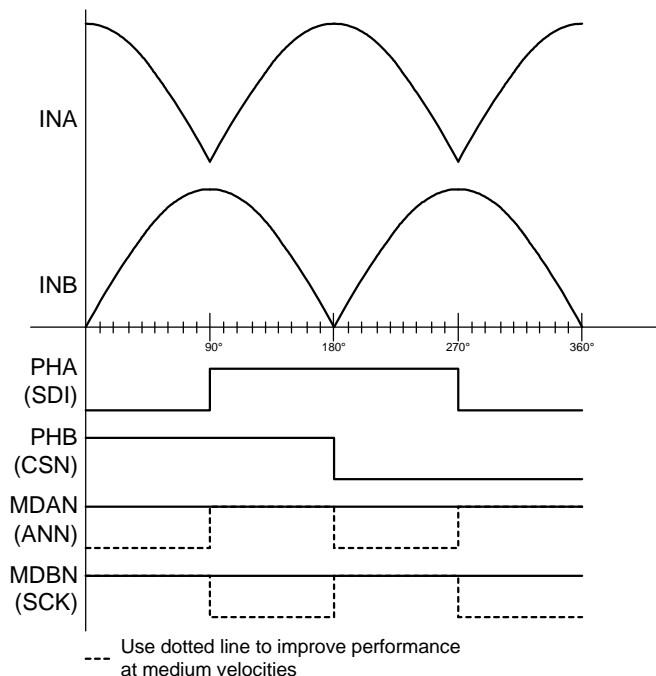 INA
INB
90° 180° 270° 360°
PHA
(SDI)
PHB
(CSN)
MDAN
(ANN)
MDBN
(SCK)
Use dotted line to improve performance
at medium velocities